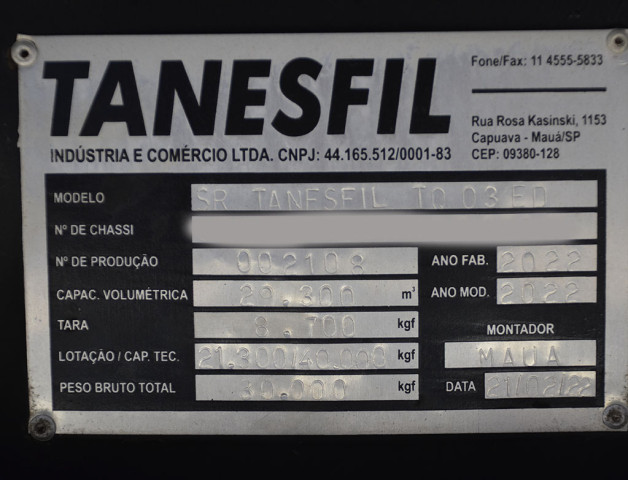 TANESFIL
Fone/Fax: 11 4555-5833
Rua Rosa Kasinski, 1153
Capuava - Mauá/SP
CEP: 09380-128
INDÚSTRIA E COMÉRCIO LTDA. CNPJ: 44.165.512/0001-83
MODELO SR TANESFIL TQ 03 ED
Nº DE CHASSI
Nº DE PRODUÇÃO 002108 ANO FAB. 2022
CAPAC. VOLUMÉTRICA 29.300 m³ ANO MOD. 2022
TARA 8.700 kgf
MONTADOR
LOTAÇÃO / CAP. TEC. 21.300/40.000 kgf MAUA
PESO BRUTO TOTAL 30.000 kgf DATA 21/02/22